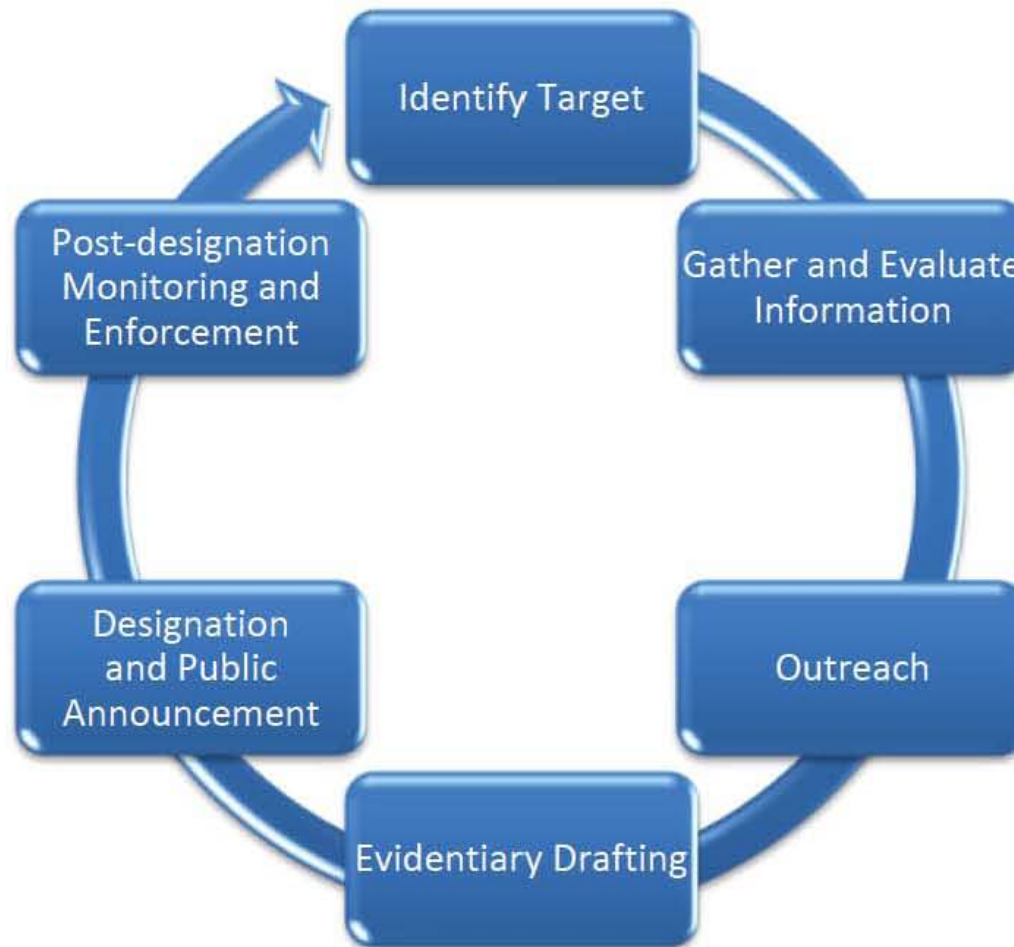 Identify Target
Gather and Evaluate
Information
Outreach
Evidentiary Drafting
Designation
and Public
Announcement
Post-designation
Monitoring and
Enforcement